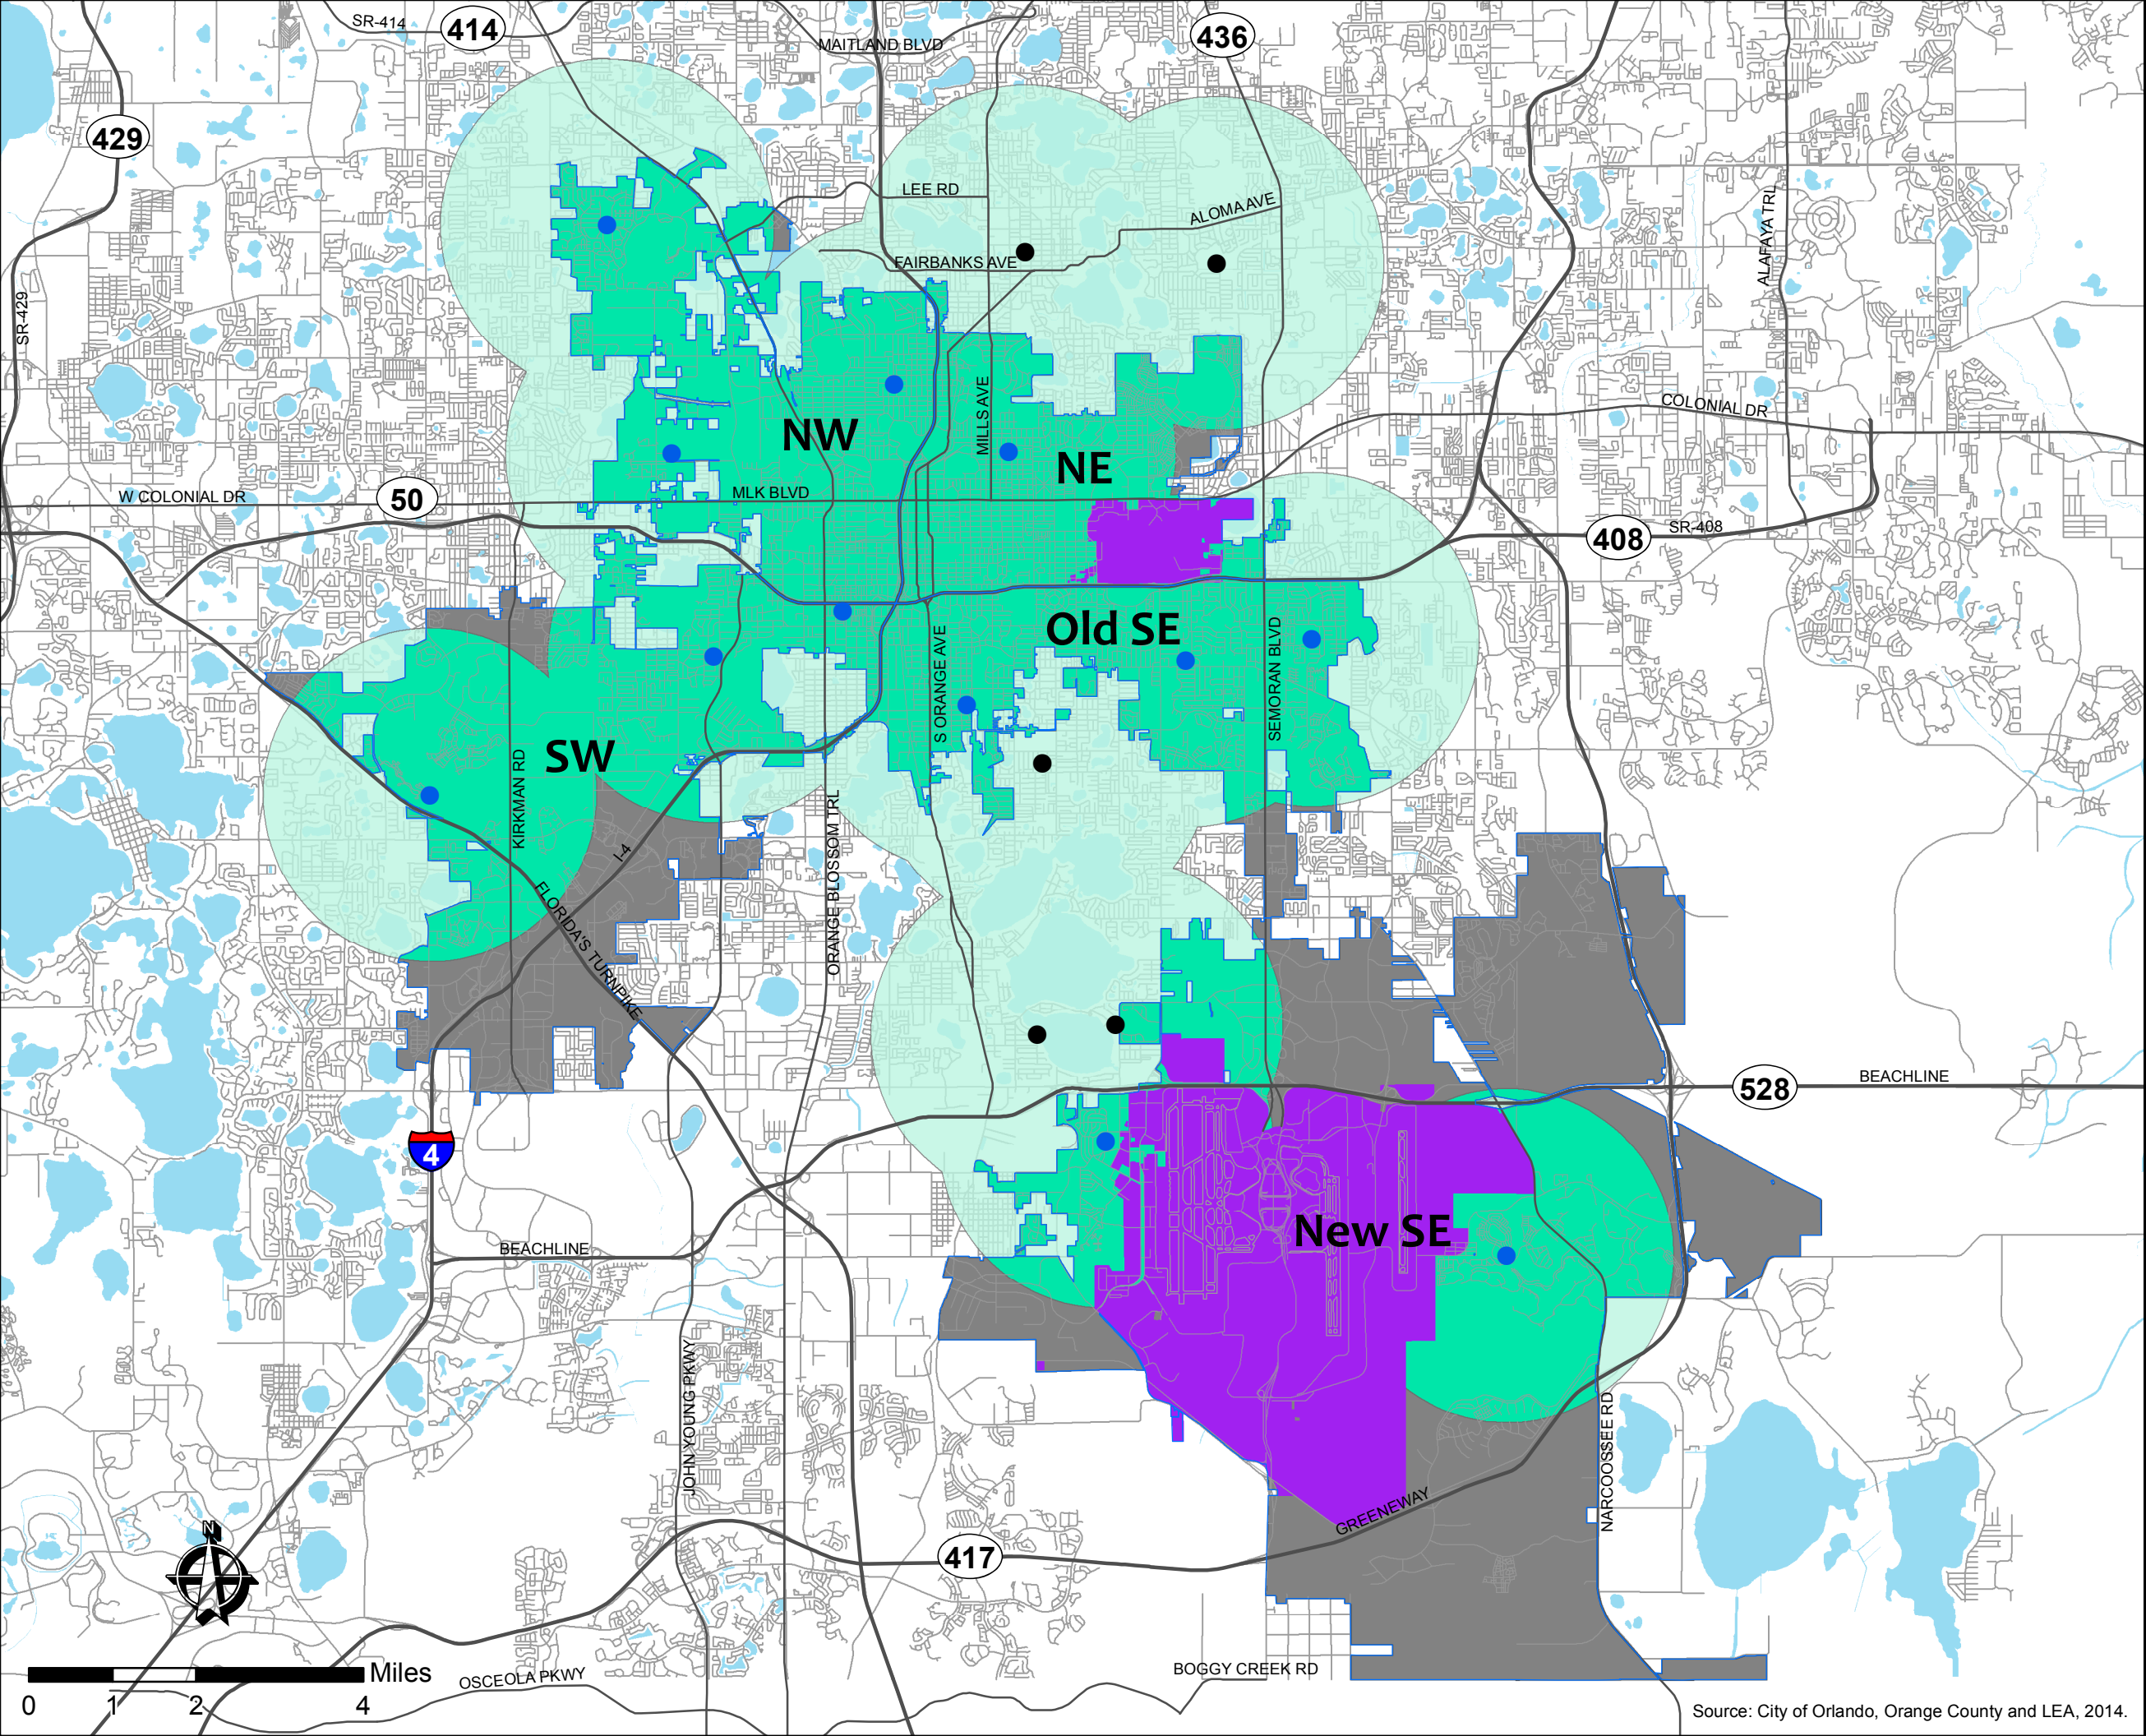 SR-414
414
MAITLAND BLVD
436
429
LEE RD
ALOMA AVE
ALAFAYA TRL
FAIRBANKS AVE
SR-429
MILLS AVE
COLONIAL DR
NW
NE
W COLONIAL DR
50
MLK BLVD
408
SR-408
Old SE
S ORANGE AVE
SEMORAN BLVD
SW
KIRKMAN RD
I-4
ORANGE BLOSSOM TRL
FLORIDA'S TURNPIKE
528
BEACHLINE
4
New SE
BEACHLINE
JOHN YOUNG PKWY
NARCOOSSEE RD
GREENEWAY
N
417
Miles
0 1 2 4
OSCEOLA PKWY
BOGGY CREEK RD
Source: City of Orlando, Orange County and LEA, 2014.